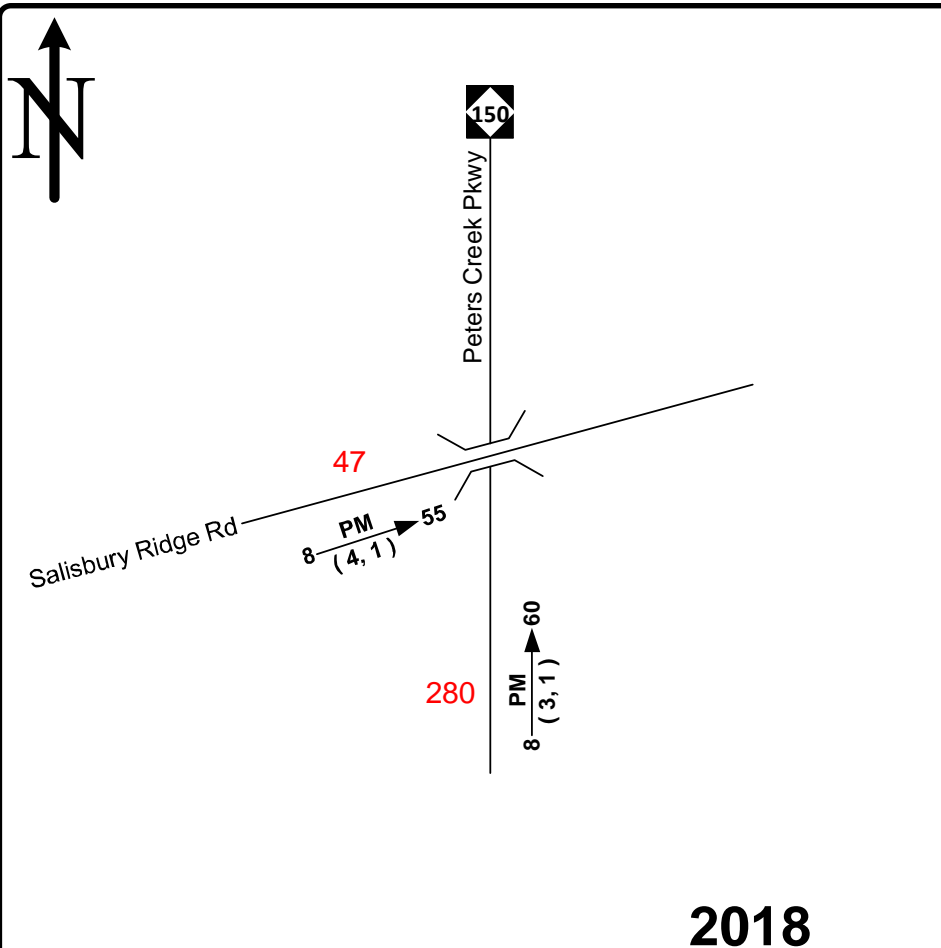 N
150
Peters Creek Pkwy
47
Salisbury Ridge Rd
8 PM 55
( 4, 1 )
280
8 PM 60
( 3, 1 )
2018